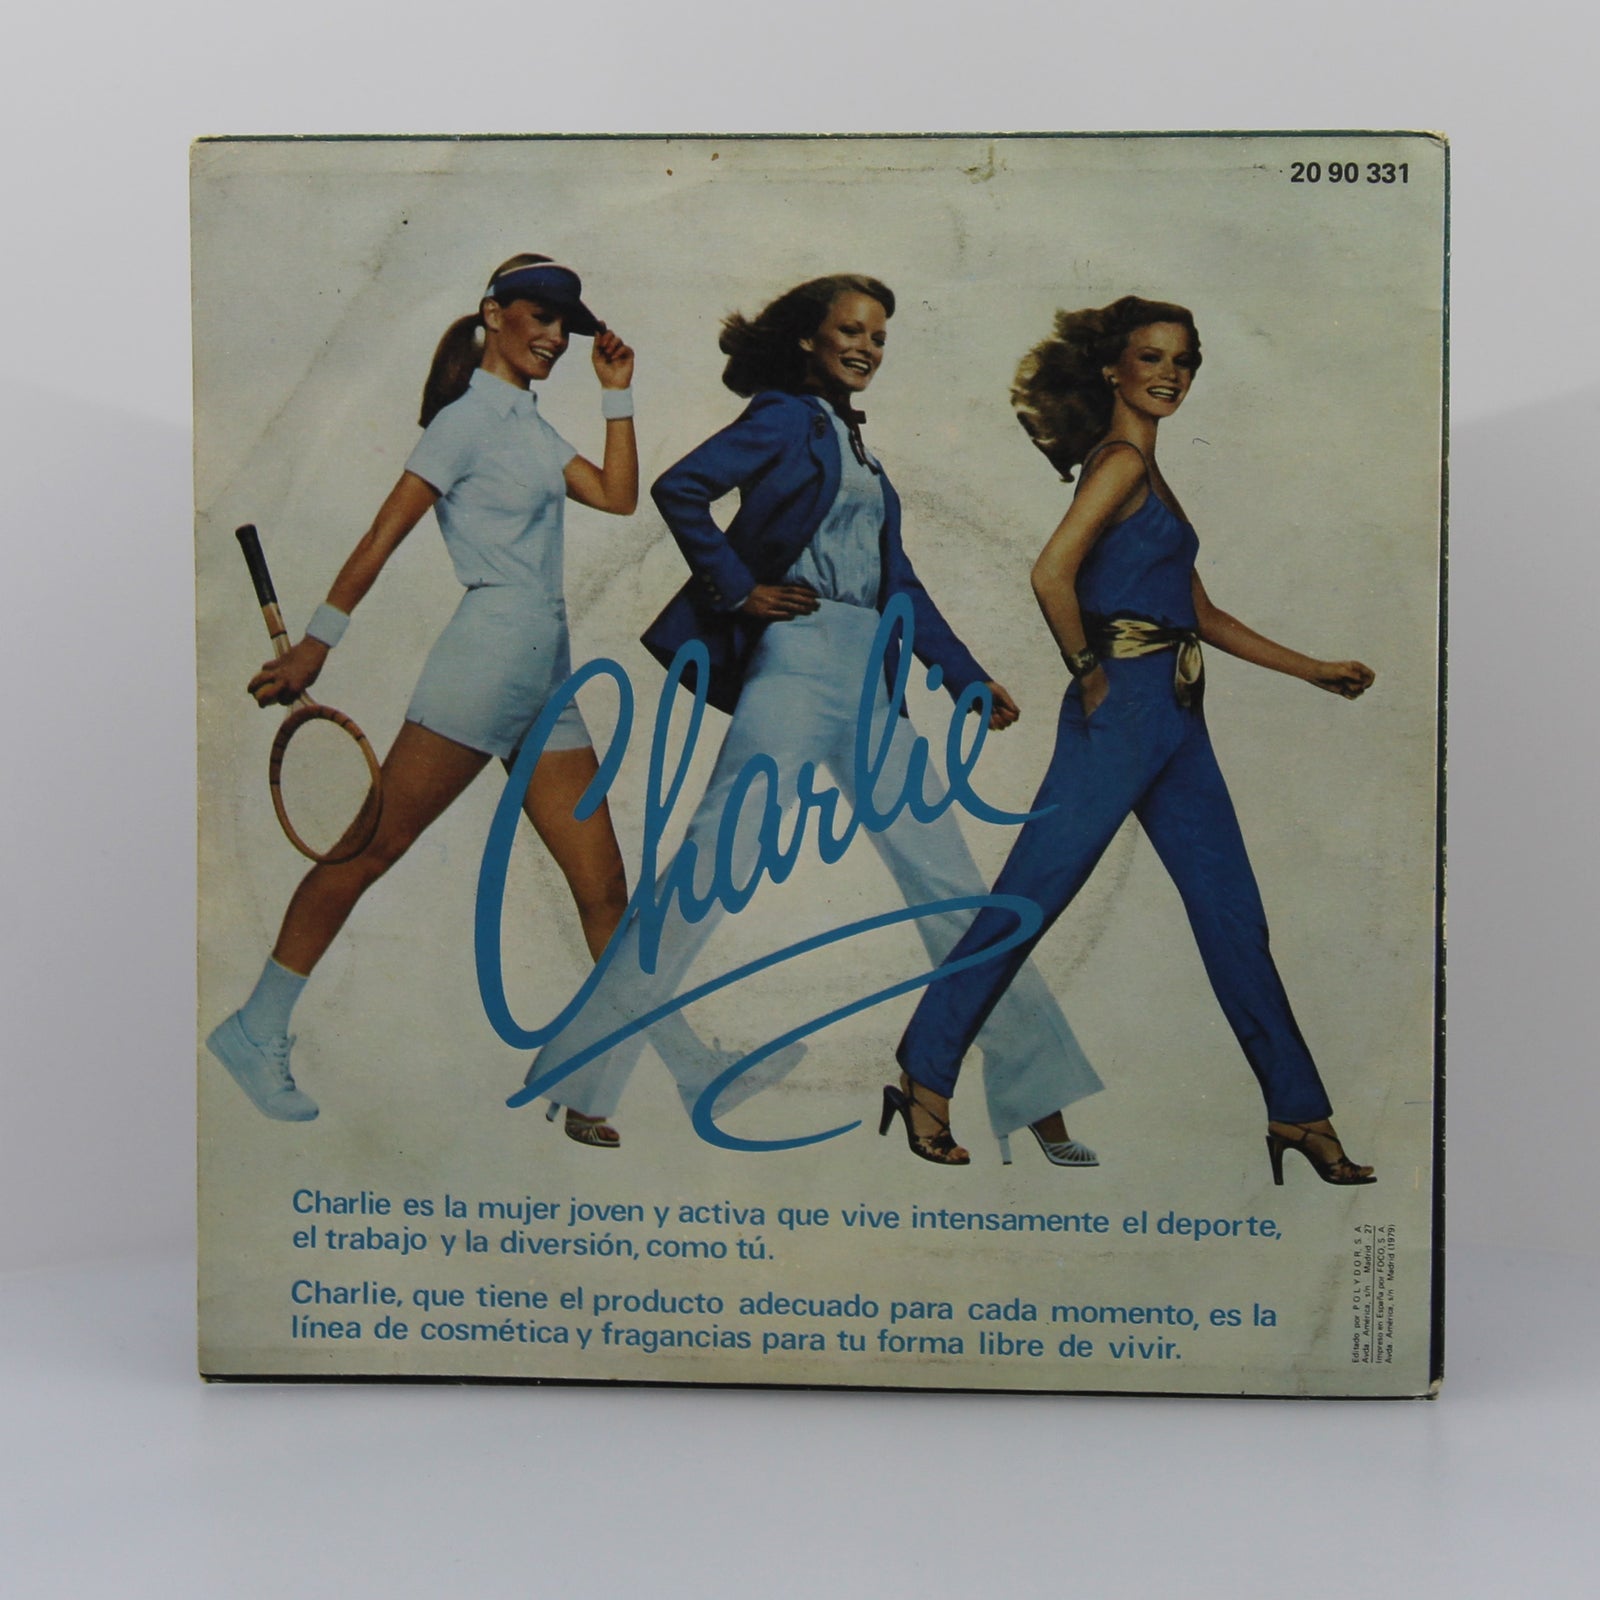 20 90 331
Charlie
Charlie es la mujer joven y activa que vive intensamente el deporte,
el trabajo y la diversión, como tú.
Charlie, que tiene el producto adecuado para cada momento, es la
línea de cosmética y fragancias para tu forma libre de vivir.
Editado por POLYDOR, S. A.
Avda. América, s/n Madrid - 27
Impreso en España por FOCO, S. A.
Avda. América, s/n Madrid (1979)